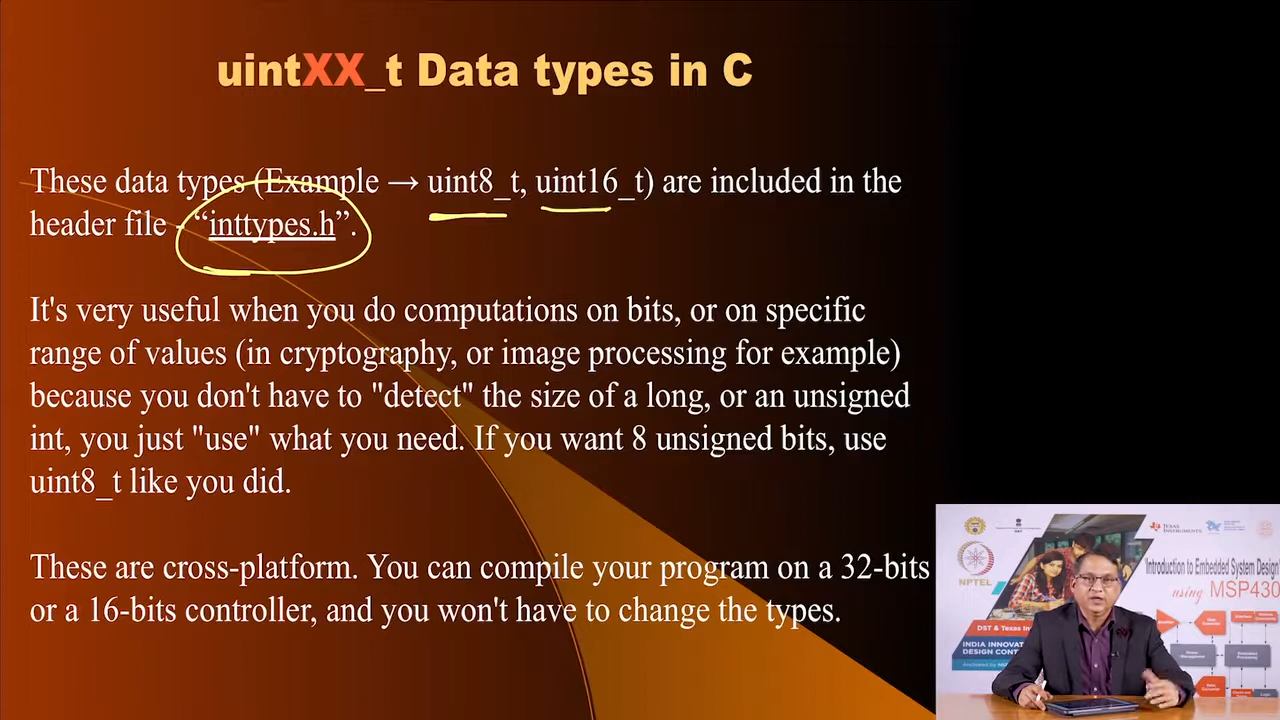 uintXX_t Data types in C
These data types (Example → uint8_t, uint16_t) are included in the
header file - “inttypes.h”.
It's very useful when you do computations on bits, or on specific
range of values (in cryptography, or image processing for example)
because you don't have to "detect" the size of a long, or an unsigned
int, you just "use" what you need. If you want 8 unsigned bits, use
uint8_t like you did.
These are cross-platform. You can compile your program on a 32-bits
or a 16-bits controller, and you won't have to change the types.
TEXAS INSTRUMENTS
NPTEL
"Introduction to Embedded System Design
using MSP430
DST & Texas In
INDIA INNOVAT
DESIGN CONT